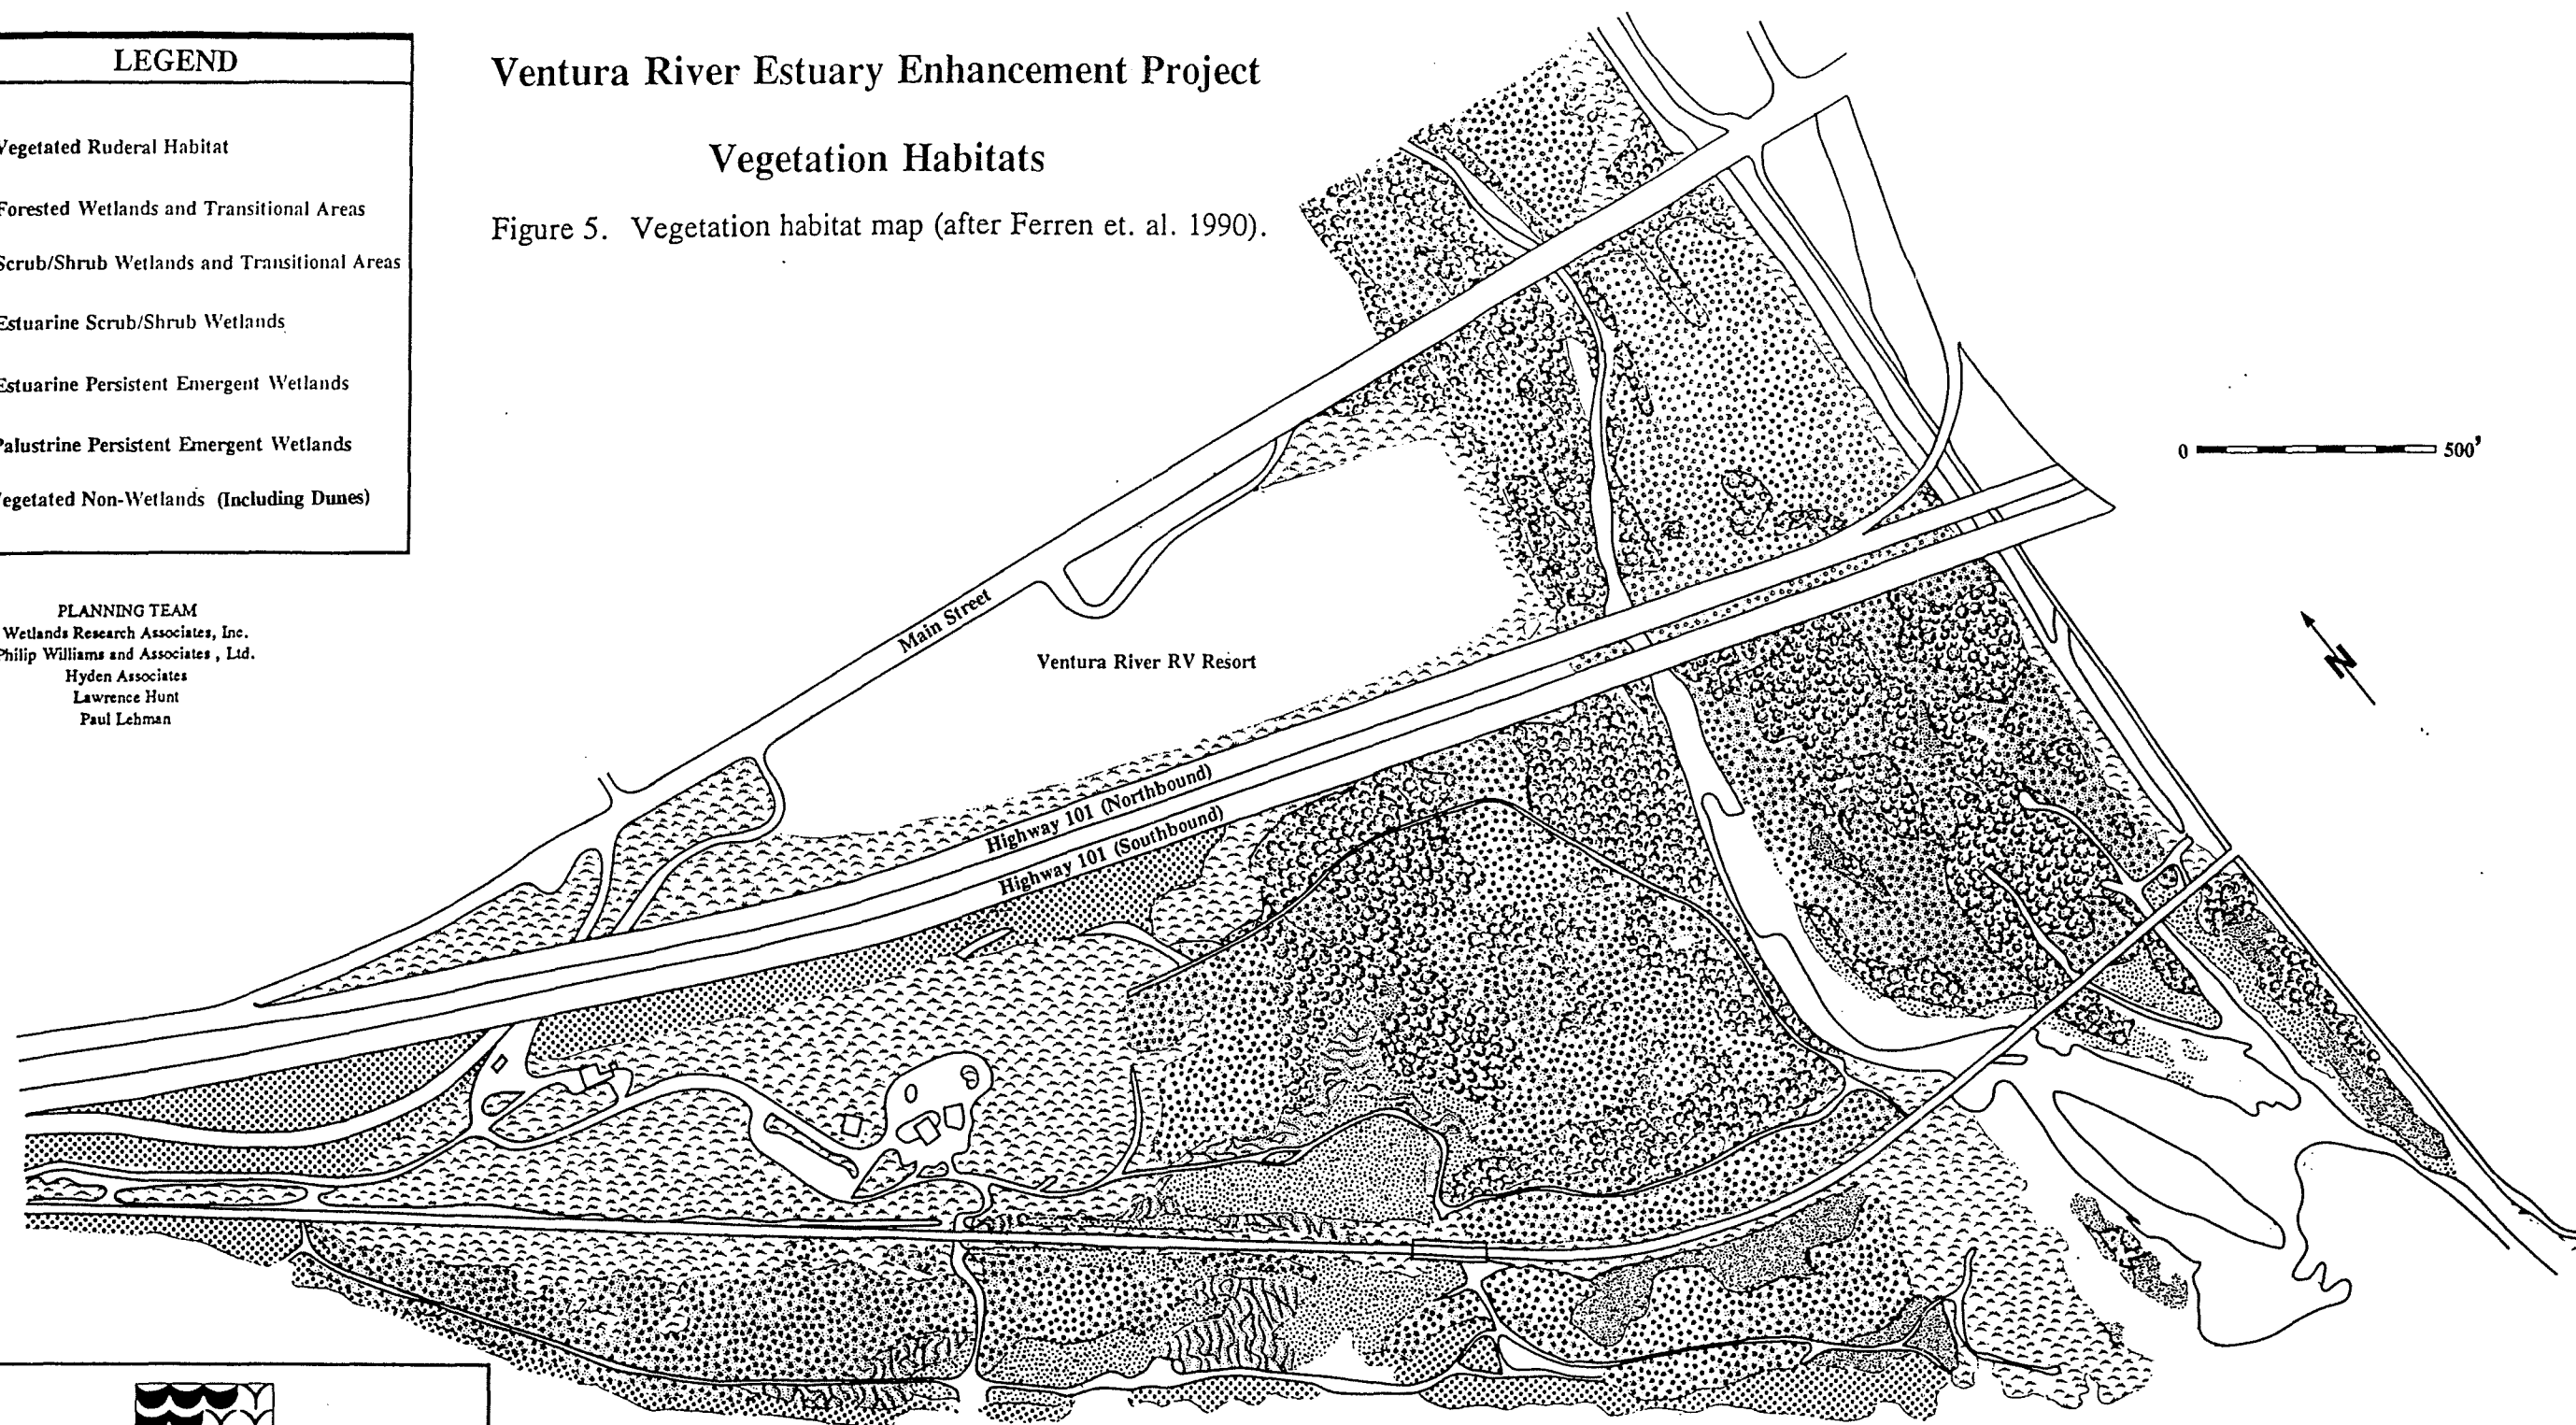 LEGEND
Vegetated Ruderal Habitat
Forested Wetlands and Transitional Areas
Scrub/Shrub Wetlands and Transitional Areas
Estuarine Scrub/Shrub Wetlands
Estuarine Persistent Emergent Wetlands
Palustrine Persistent Emergent Wetlands
egetated Non-Wetlands (Including Dunes)
PLANNING TEAM
Wetlands Research Associates, Inc.
Philip Williams and Associates , Ltd.
Hyden Associates
Lawrence Hunt
Paul Lehman
Ventura River Estuary Enhancement Project
Vegetation Habitats
Figure 5. Vegetation habitat map (after Ferren et. al. 1990).
0 500'
N
Main Street
Ventura River RV Resort
Highway 101 (Northbound)
Highway 101 (Southbound)